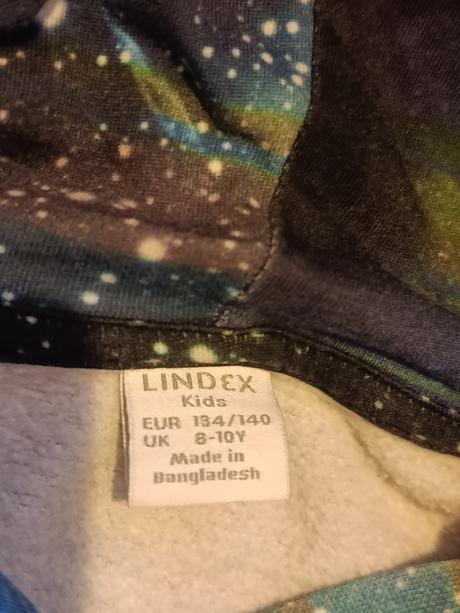 LINDEX
Kids
EUR 134/140
UK 8-10Y
Made in
Bangladesh